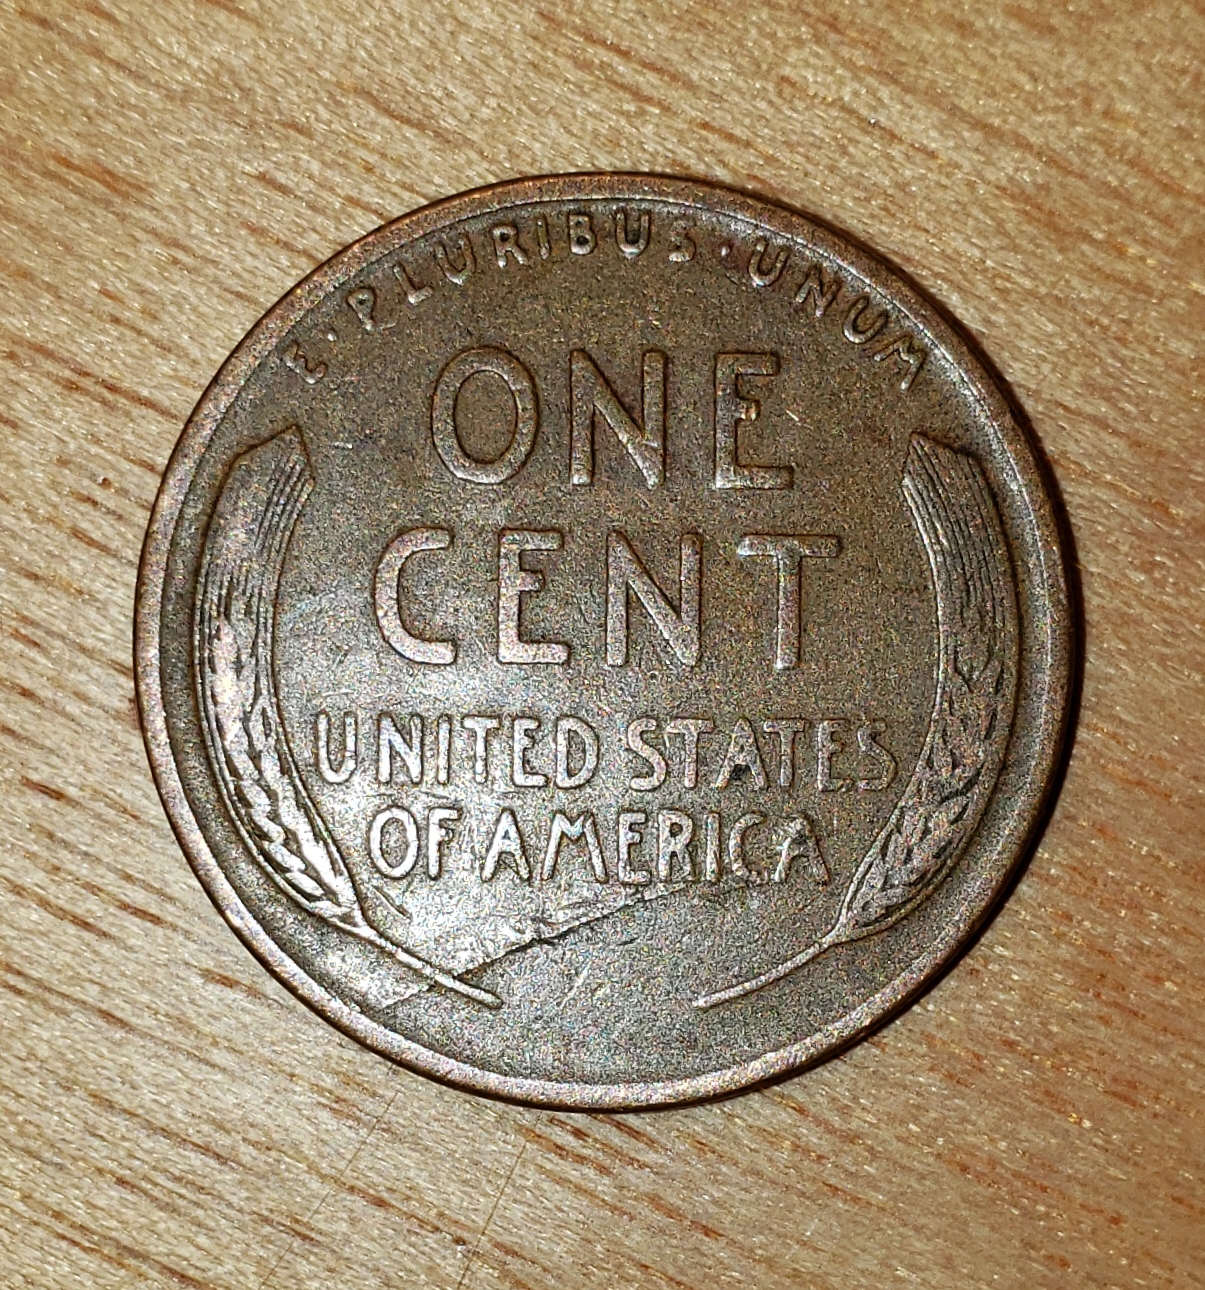 E · PLURIBUS · UNUM
ONE
CENT
UNITED STATES
OF AMERICA